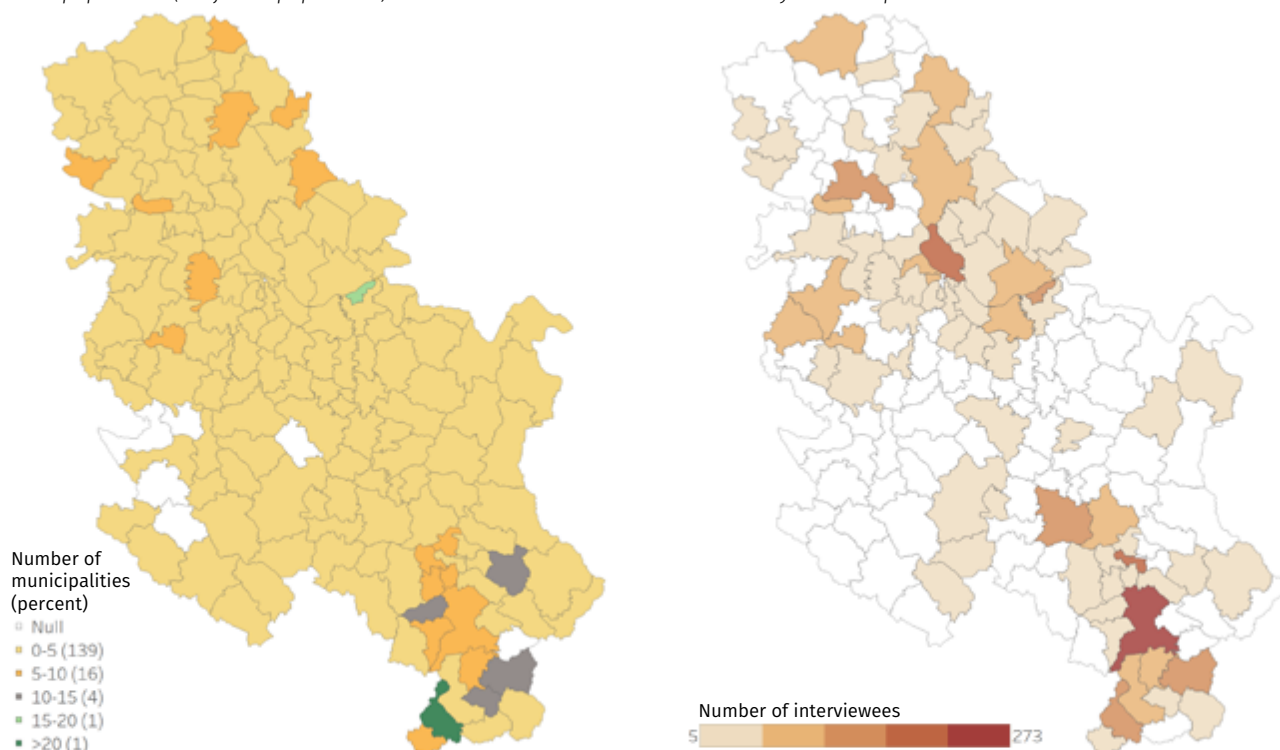 Number of
municipalities
(percent)
Null
0-5 (139)
5-10 (16)
10-15 (4)
15-20 (1)
>20 (1)
Number of interviewees
5 273